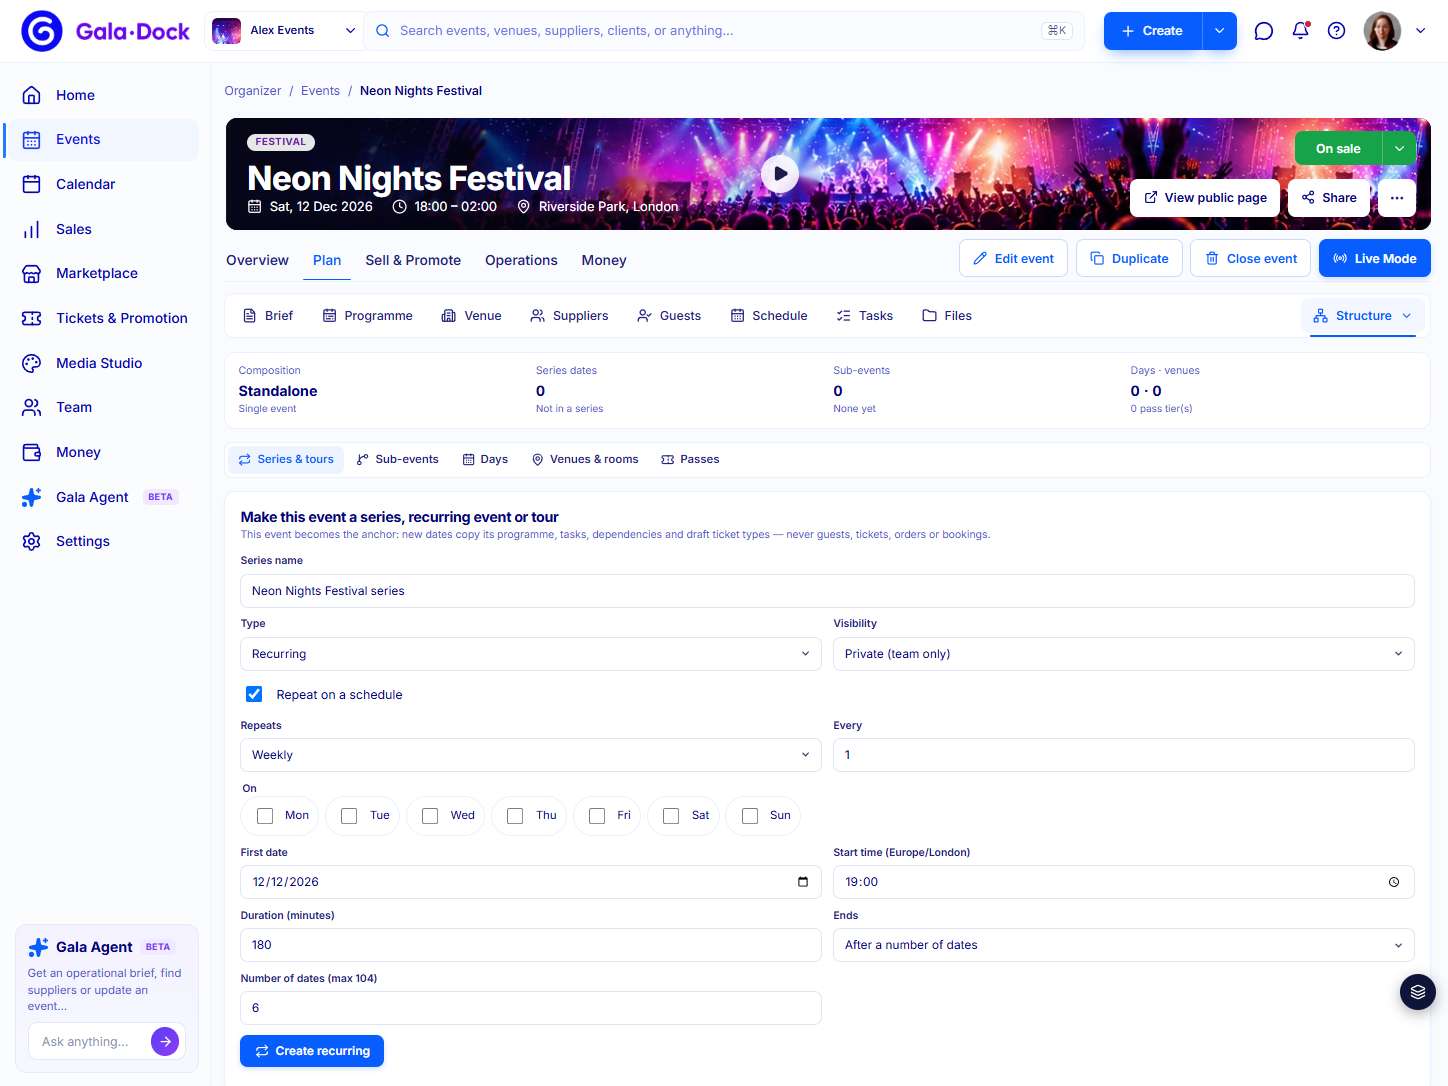 Gala·Dock
Alex Events
Search events, venues, suppliers, clients, or anything...
⌘K
Create
Home
Events
Calendar
Sales
Marketplace
Tickets & Promotion
Media Studio
Team
Money
Gala Agent BETA
Settings
Organizer / Events / Neon Nights Festival
FESTIVAL
Neon Nights Festival
Sat, 12 Dec 2026 18:00 – 02:00 Riverside Park, London
On sale
View public page
Share
Overview
Plan
Sell & Promote
Operations
Money
Edit event
Duplicate
Close event
Live Mode
Brief
Programme
Venue
Suppliers
Guests
Schedule
Tasks
Files
Structure
Composition
Standalone
Single event
Series dates
0
Not in a series
Sub-events
0
None yet
Days · venues
0 · 0
0 pass tier(s)
Series & tours
Sub-events
Days
Venues & rooms
Passes
Make this event a series, recurring event or tour
This event becomes the anchor: new dates copy its programme, tasks, dependencies and draft ticket types — never guests, tickets, orders or bookings.
Series name
Neon Nights Festival series
Type
Recurring
Visibility
Private (team only)
Repeat on a schedule
Repeats
Weekly
Every
1
On
Mon
Tue
Wed
Thu
Fri
Sat
Sun
First date
12/12/2026
Start time (Europe/London)
19:00
Duration (minutes)
180
Ends
After a number of dates
Number of dates (max 104)
6
Create recurring
Gala Agent BETA
Get an operational brief, find
suppliers or update an
event...
Ask anything...